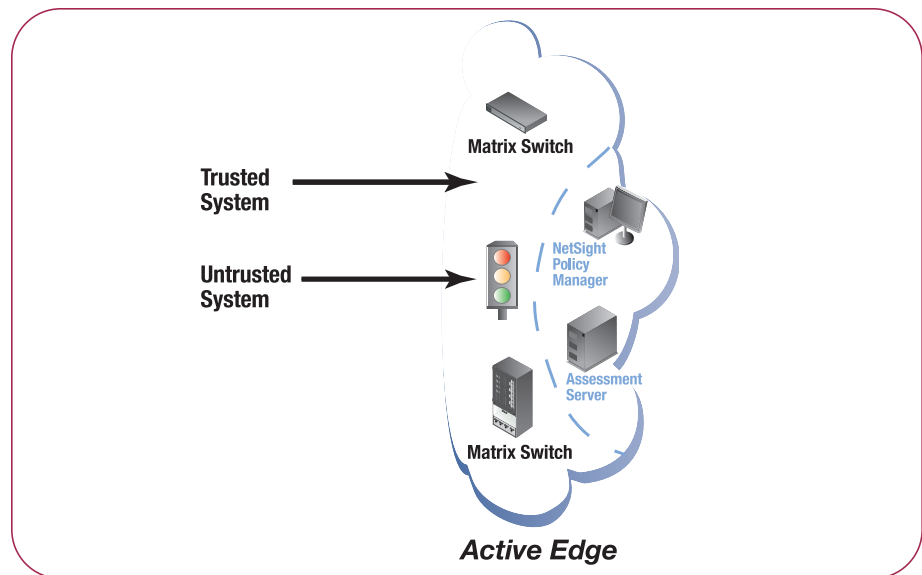 Matrix Switch
Trusted
System
NetSight
Policy
Manager
Untrusted
System
Assessment
Server
Matrix Switch
Active Edge